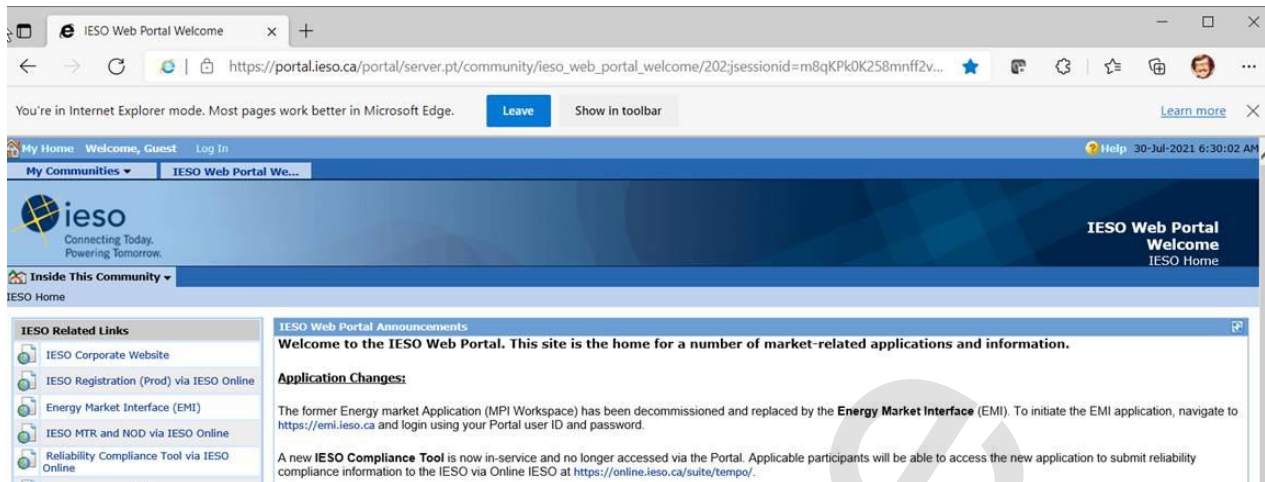 IESO Web Portal Welcome
https://portal.ieso.ca/portal/server.pt/community/ieso_web_portal_welcome/202;jsessionid=m8qKPk0K258mnff2v...
You're in Internet Explorer mode. Most pages work better in Microsoft Edge. Leave Show in toolbar Learn more
My Home Welcome, Guest Log In Help 30-Jul-2021 6:30:02 AM
My Communities IESO Web Portal We...
ieso
Connecting Today.
Powering Tomorrow.
IESO Web Portal
Welcome
IESO Home
Inside This Community
IESO Home
IESO Related Links
IESO Corporate Website
IESO Registration (Prod) via IESO Online
Energy Market Interface (EMI)
IESO MTR and NOD via IESO Online
Reliability Compliance Tool via IESO
Online
IESO Web Portal Announcements
Welcome to the IESO Web Portal. This site is the home for a number of market-related applications and information.
Application Changes:
The former Energy market Application (MPI Workspace) has been decommissioned and replaced by the Energy Market Interface (EMI). To initiate the EMI application, navigate to
https://emi.ieso.ca and login using your Portal user ID and password.
A new IESO Compliance Tool is now in-service and no longer accessed via the Portal. Applicable participants will be able to access the new application to submit reliability
compliance information to the IESO via Online IESO at https://online.ieso.ca/suite/tempo/.